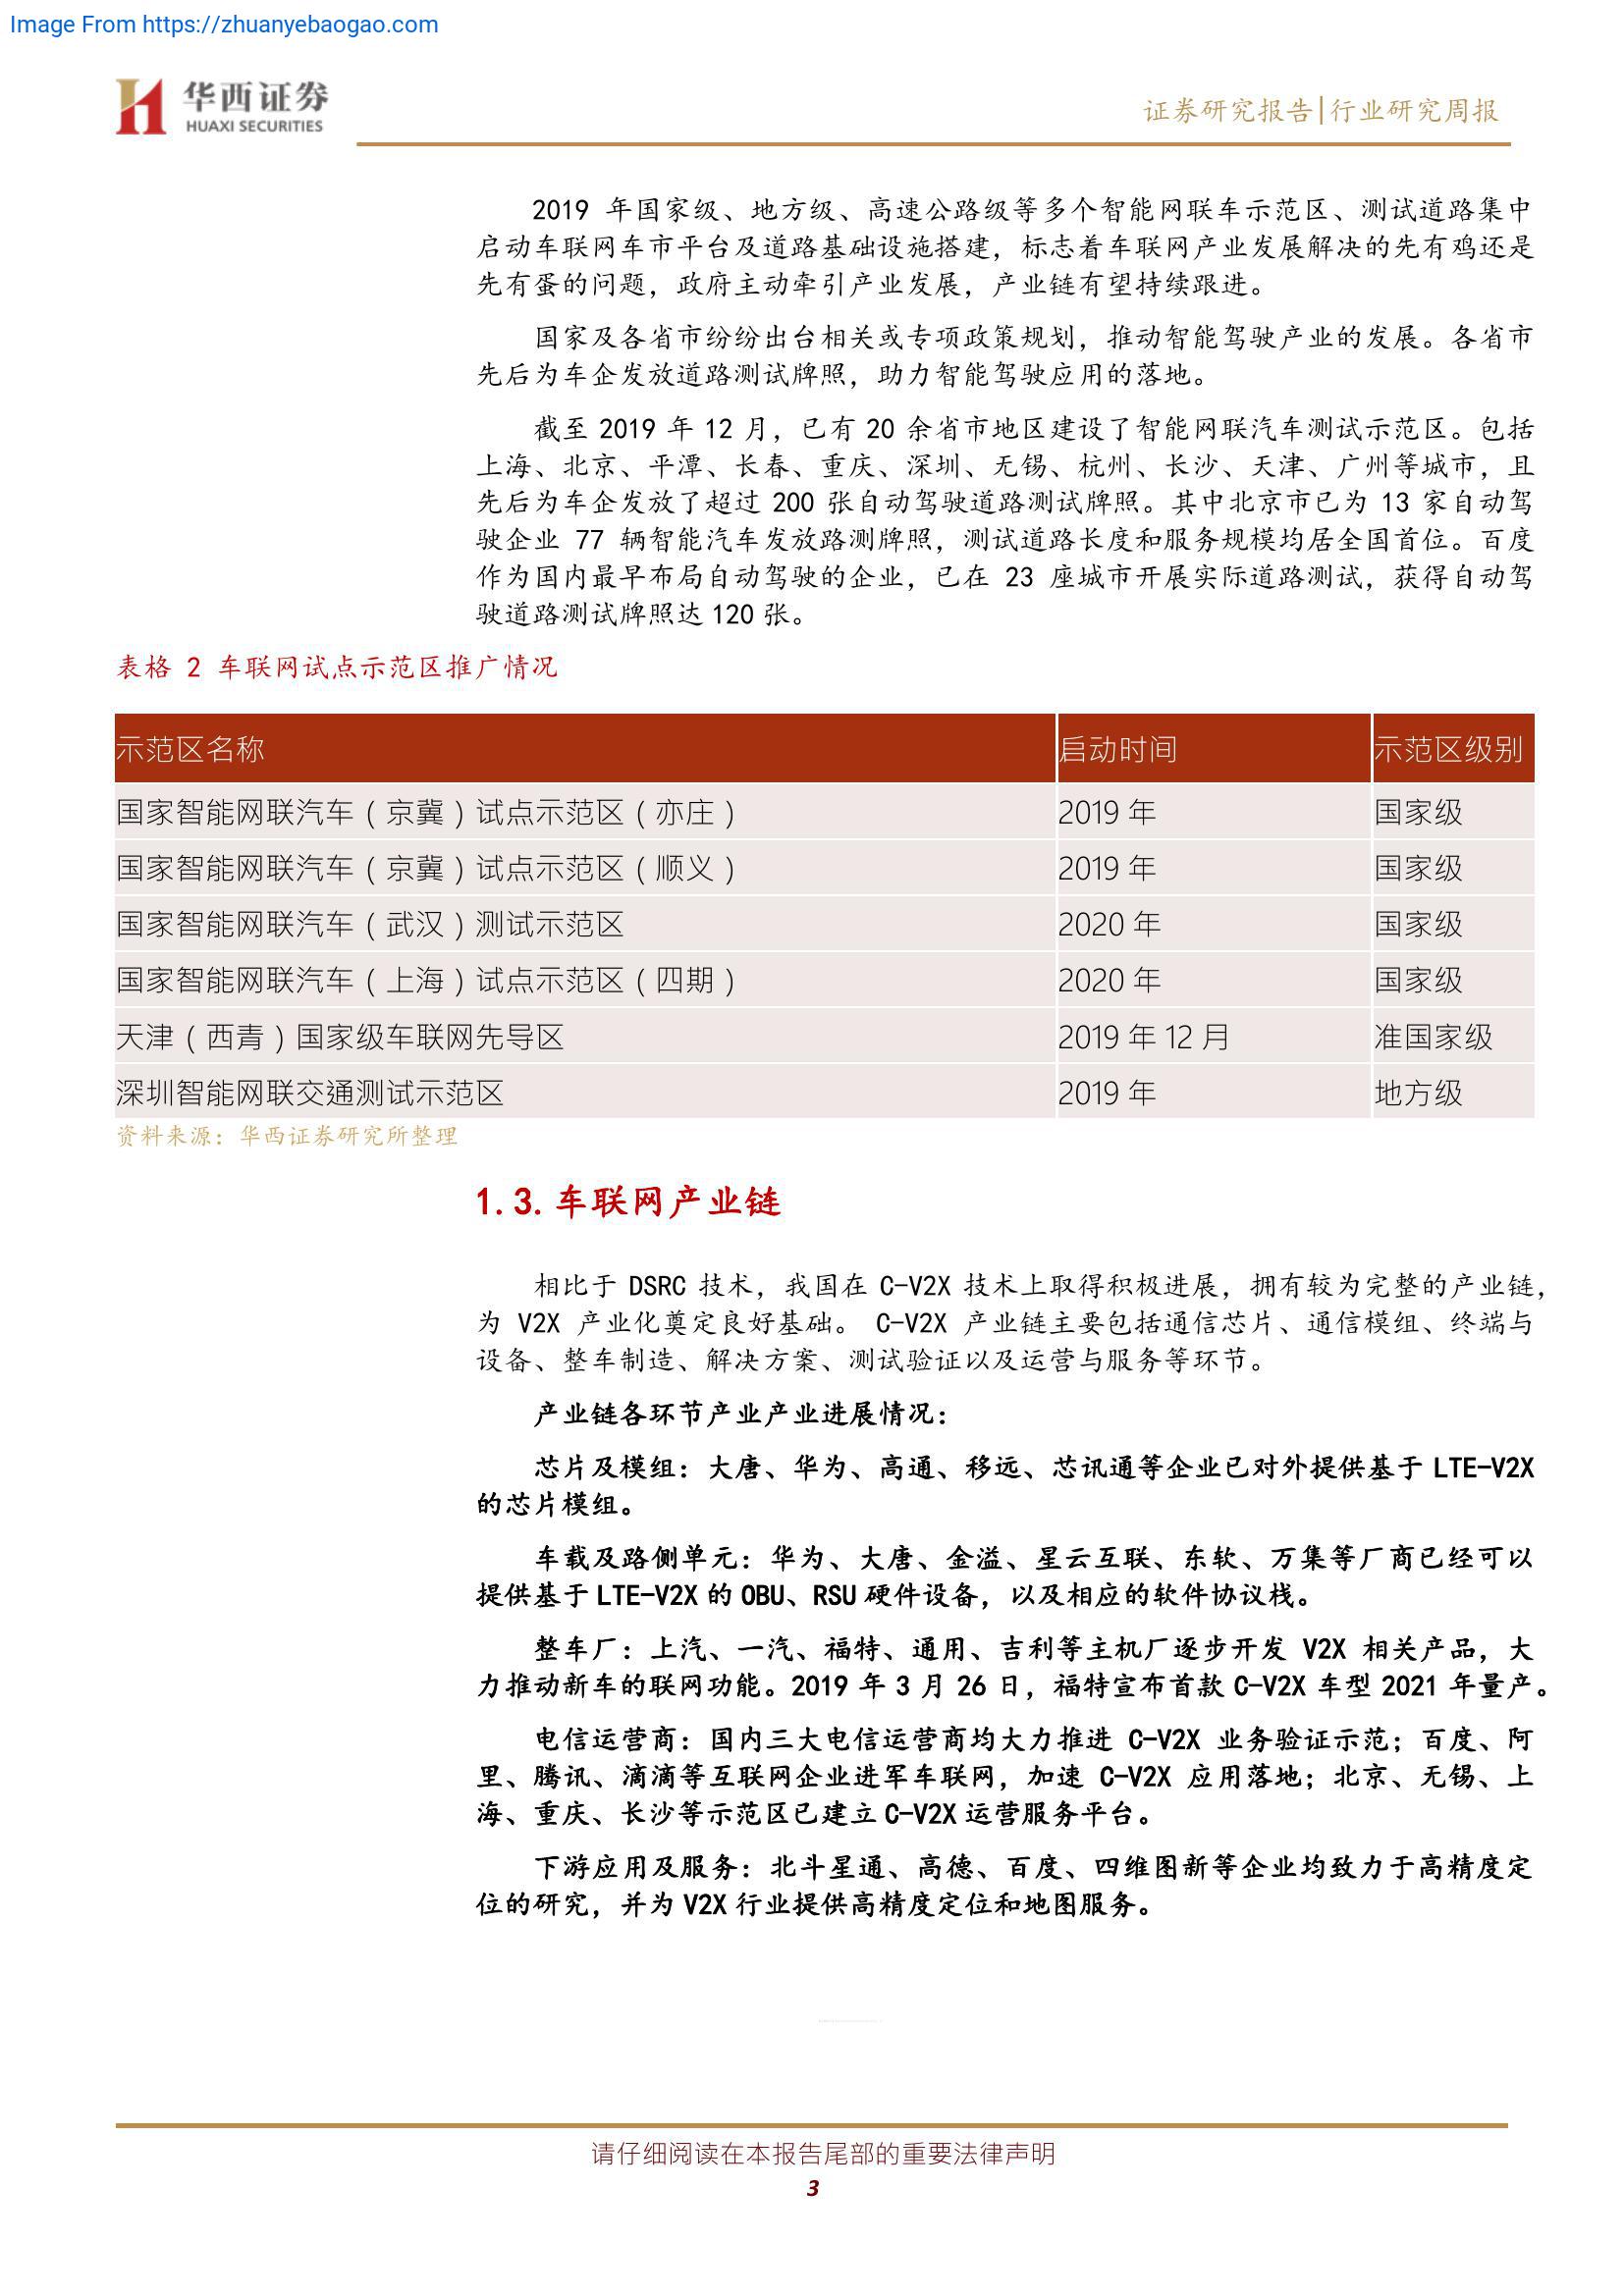 Image From https://zhuanyebaogao.com
华西证券
HUAXI SECURITIES
证券研究报告|行业研究周报
2019 年国家级、地方级、高速公路级等多个智能网联车示范区、测试道路集中
启动车联网车市平台及道路基础设施搭建，标志着车联网产业发展解决的先有鸡还是
先有蛋的问题，政府主动牵引产业发展，产业链有望持续跟进。
国家及各省市纷纷出台相关或专项政策规划，推动智能驾驶产业的发展。各省市
先后为车企发放道路测试牌照，助力智能驾驶应用的落地。
截至 2019 年 12 月，已有 20 余省市地区建设了智能网联汽车测试示范区。包括
上海、北京、平潭、长春、重庆、深圳、无锡、杭州、长沙、天津、广州等城市，且
先后为车企发放了超过 200 张自动驾驶道路测试牌照。其中北京市已为 13 家自动驾
驶企业 77 辆智能汽车发放路测牌照，测试道路长度和服务规模均居全国首位。百度
作为国内最早布局自动驾驶的企业，已在 23 座城市开展实际道路测试，获得自动驾
驶道路测试牌照达 120 张。
表格 2 车联网试点示范区推广情况
示范区名称 启动时间 示范区级别
国家智能网联汽车（京冀）试点示范区（亦庄） 2019 年 国家级
国家智能网联汽车（京冀）试点示范区（顺义） 2019 年 国家级
国家智能网联汽车（武汉）测试示范区 2020 年 国家级
国家智能网联汽车（上海）试点示范区（四期） 2020 年 国家级
天津（西青）国家级车联网先导区 2019 年 12 月 准国家级
深圳智能网联交通测试示范区 2019 年 地方级
资料来源：华西证券研究所整理
1.3.车联网产业链
相比于 DSRC 技术，我国在 C-V2X 技术上取得积极进展，拥有较为完整的产业链，
为 V2X 产业化奠定良好基础。 C-V2X 产业链主要包括通信芯片、通信模组、终端与
设备、整车制造、解决方案、测试验证以及运营与服务等环节。
产业链各环节产业产业进展情况：
芯片及模组：大唐、华为、高通、移远、芯讯通等企业已对外提供基于 LTE-V2X
的芯片模组。
车载及路侧单元：华为、大唐、金溢、星云互联、东软、万集等厂商已经可以
提供基于 LTE-V2X 的 OBU、RSU 硬件设备，以及相应的软件协议栈。
整车厂：上汽、一汽、福特、通用、吉利等主机厂逐步开发 V2X 相关产品，大
力推动新车的联网功能。2019 年 3 月 26 日，福特宣布首款 C-V2X 车型 2021 年量产。
电信运营商：国内三大电信运营商均大力推进 C-V2X 业务验证示范；百度、阿
里、腾讯、滴滴等互联网企业进军车联网，加速 C-V2X 应用落地；北京、无锡、上
海、重庆、长沙等示范区已建立 C-V2X 运营服务平台。
下游应用及服务：北斗星通、高德、百度、四维图新等企业均致力于高精度定
位的研究，并为 V2X 行业提供高精度定位和地图服务。
请仔细阅读在本报告尾部的重要法律声明
3